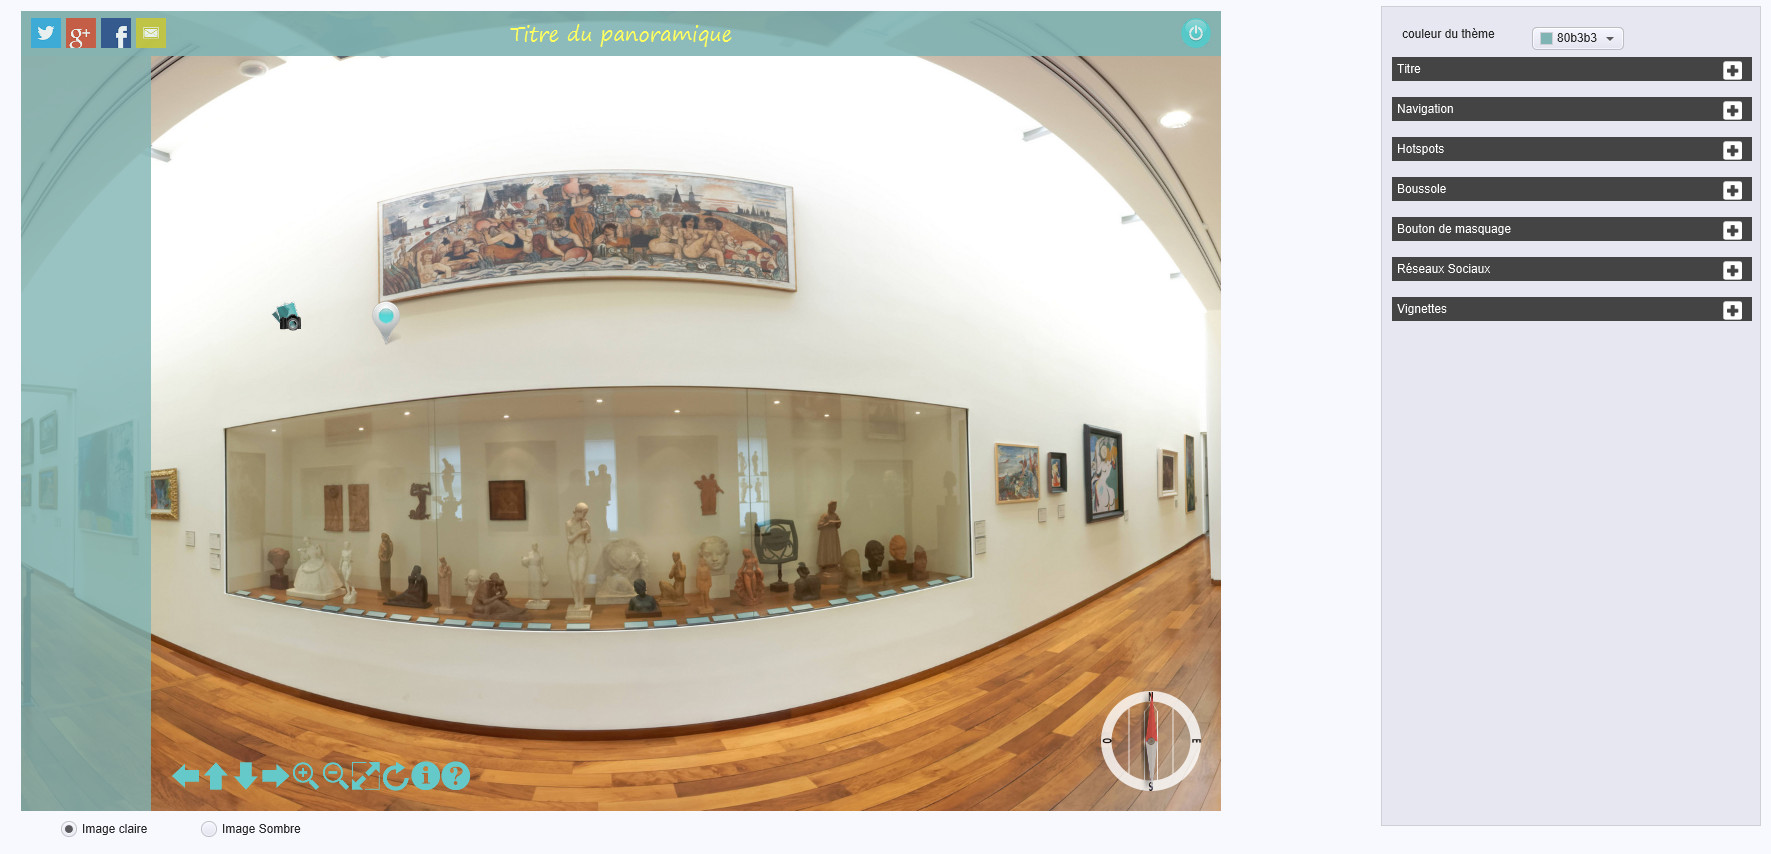 g+ f
Titre du panoramique
couleur du thème
80b3b3
Titre
Navigation
Hotspots
Boussole
Bouton de masquage
Réseaux Sociaux
Vignettes
N
O
E
S
i ?
Image claire
Image Sombre